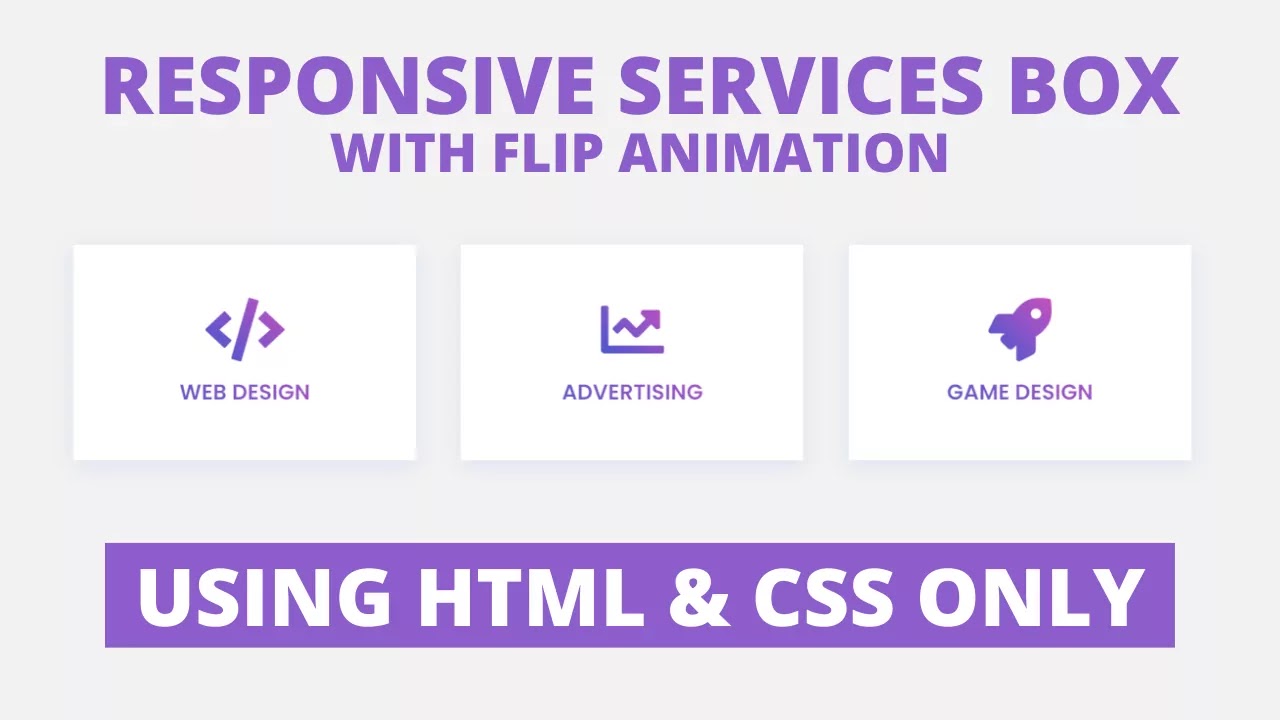 RESPONSIVE SERVICES BOX
WITH FLIP ANIMATION
WEB DESIGN
ADVERTISING
GAME DESIGN
USING HTML & CSS ONLY